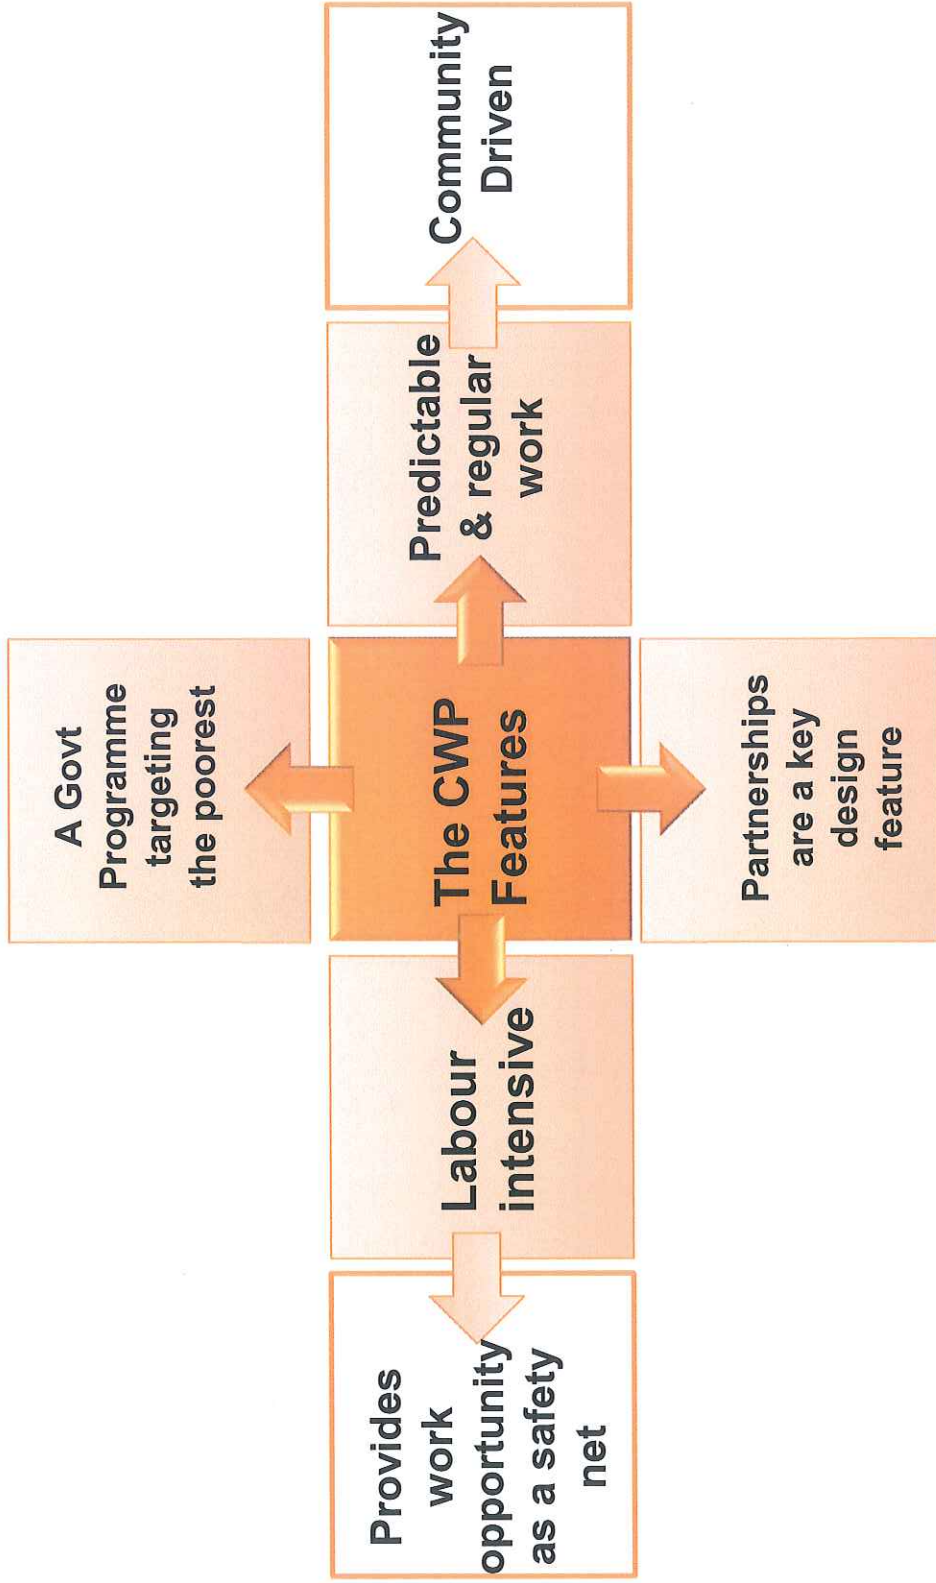 Provides
work
opportunity
as a safety
net
Labour
intensive
Partnerships
are a key
design
feature
The CWP
Features
A Govt
Programme
targeting
the poorest
Predictable
& regular
work
Community
Driven